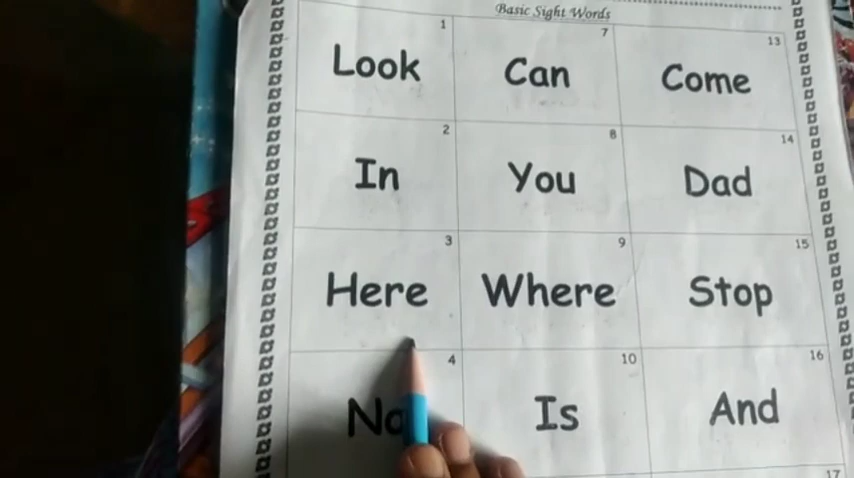 Basic Sight Words
1 7 13
Look Can Come
2 8 14
In You Dad
3 9 15
Here Where Stop
4 10 16
Is And
17